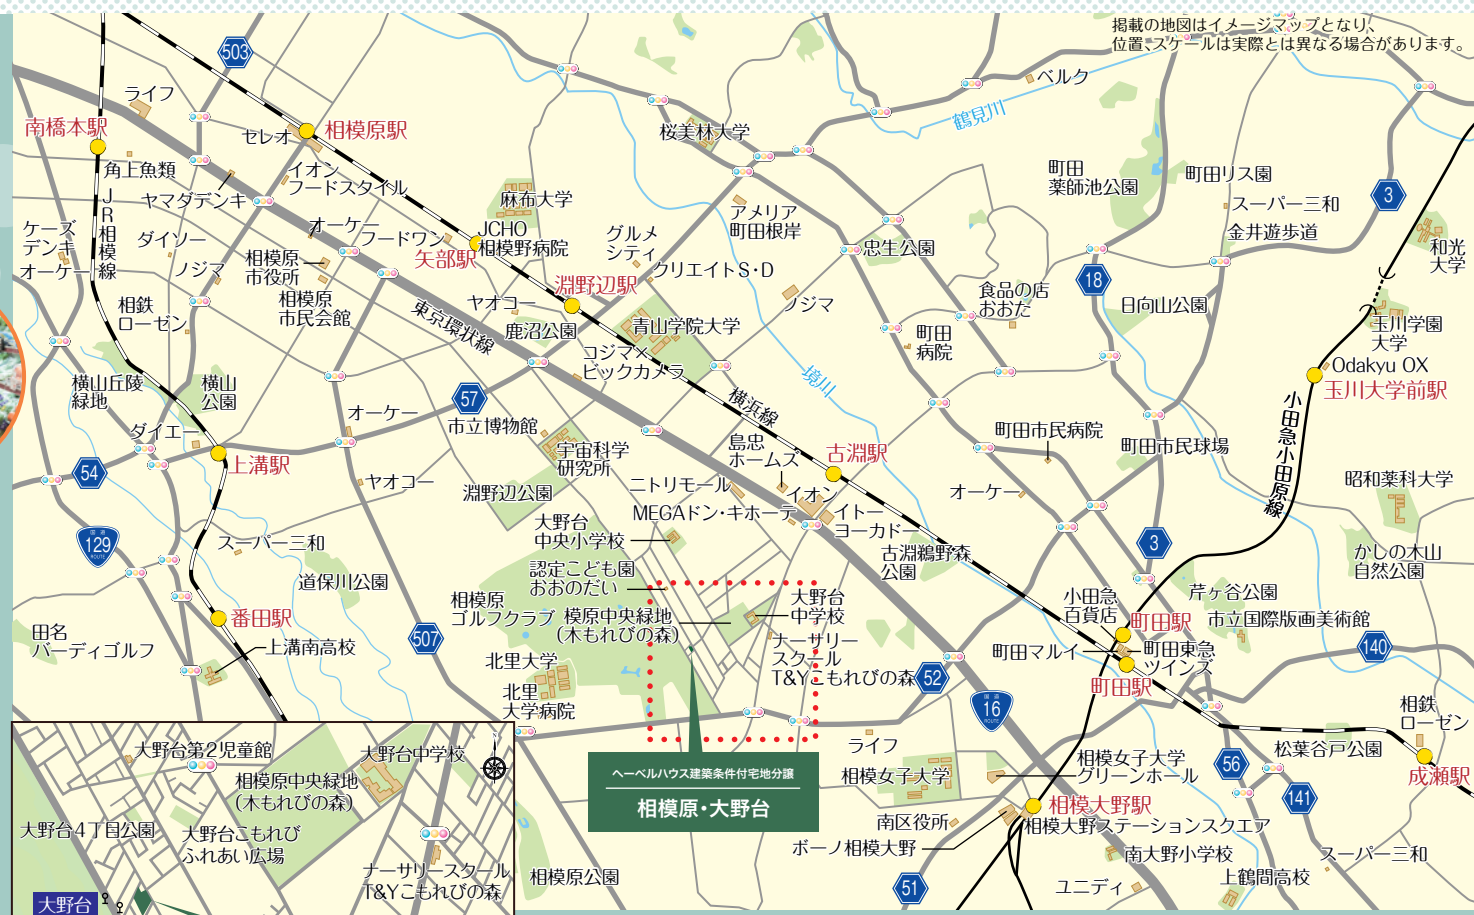 掲載の地図はイメージマップとなり、
位置、スケールは実際とは異なる場合があります。
503
ライフ
南橋本駅
セレオ
相模原駅
桜美林大学
ベルク
鶴見川
角上魚類
イオン
フードスタイル
ヤマダデンキ
JR相模線
麻布大学
町田
薬師池公園
町田リス園
3
スーパー三和
金井遊歩道
和光
大学
ケーズ
デンキ
オーケー
ダイソー
ノジマ
オーケー
フードワン
相模原
市役所
相模原
市民会館
JCHO
相模野病院
矢部駅
グルメ
シティ
クリエイトS・D
アメリア
町田根岸
忠生公園
淵野辺駅
ヤオコー
鹿沼公園
東京環状線
青山学院大学
ノジマ
食品の店
おおた
18
日向山公園
町田
病院
玉川学園
大学
Odakyu OX
玉川大学前駅
相鉄
ローゼン
コジマ×
ビックカメラ
境川
横浜線
小田急小田原線
横山丘陵
緑地
横山
公園
57
オーケー
市立博物館
宇宙科学
研究所
島忠
ホームズ
古淵駅
町田市民病院
町田市民球場
ダイエー
上溝駅
54
ヤオコー
淵野辺公園
ニトリモール
イオン
MEGAドン・キホーテ
イトー
ヨーカドー
オーケー
昭和薬科大学
国道
129
ROUTE
スーパー三和
大野台
中央小学校
古淵鵜野森
公園
3
かしの木山
自然公園
道保川公園
認定こども園
おおのだい
相模原
ゴルフクラブ
模原中央緑地
(木もれびの森)
大野台
中学校
小田急
百貨店
芹ヶ谷公園
市立国際版画美術館
番田駅
田名
バーディゴルフ
507
上溝南高校
北里大学
北里
大学病院
ナーサリー
スクール
T&Yこもれびの森
52
町田駅
町田マルイ
町田東急
ツインズ
町田駅
140
国道
16
ROUTE
相鉄
ローゼン
ライフ
相模女子大学
相模女子大学
グリーンホール
56
松葉谷戸公園
成瀬駅
ヘーベルハウス建築条件付宅地分譲
相模原・大野台
相模大野駅
141
南区役所
相模大野ステーションスクエア
ボーノ相模大野
南大野小学校
スーパー三和
上鶴間高校
51
ユニディ
相模原公園
大野台第2児童館
大野台中学校
相模原中央緑地
(木もれびの森)
大野台4丁目公園
大野台こもれび
ふれあい広場
ナーサリースクール
T&Yこもれびの森
大野台